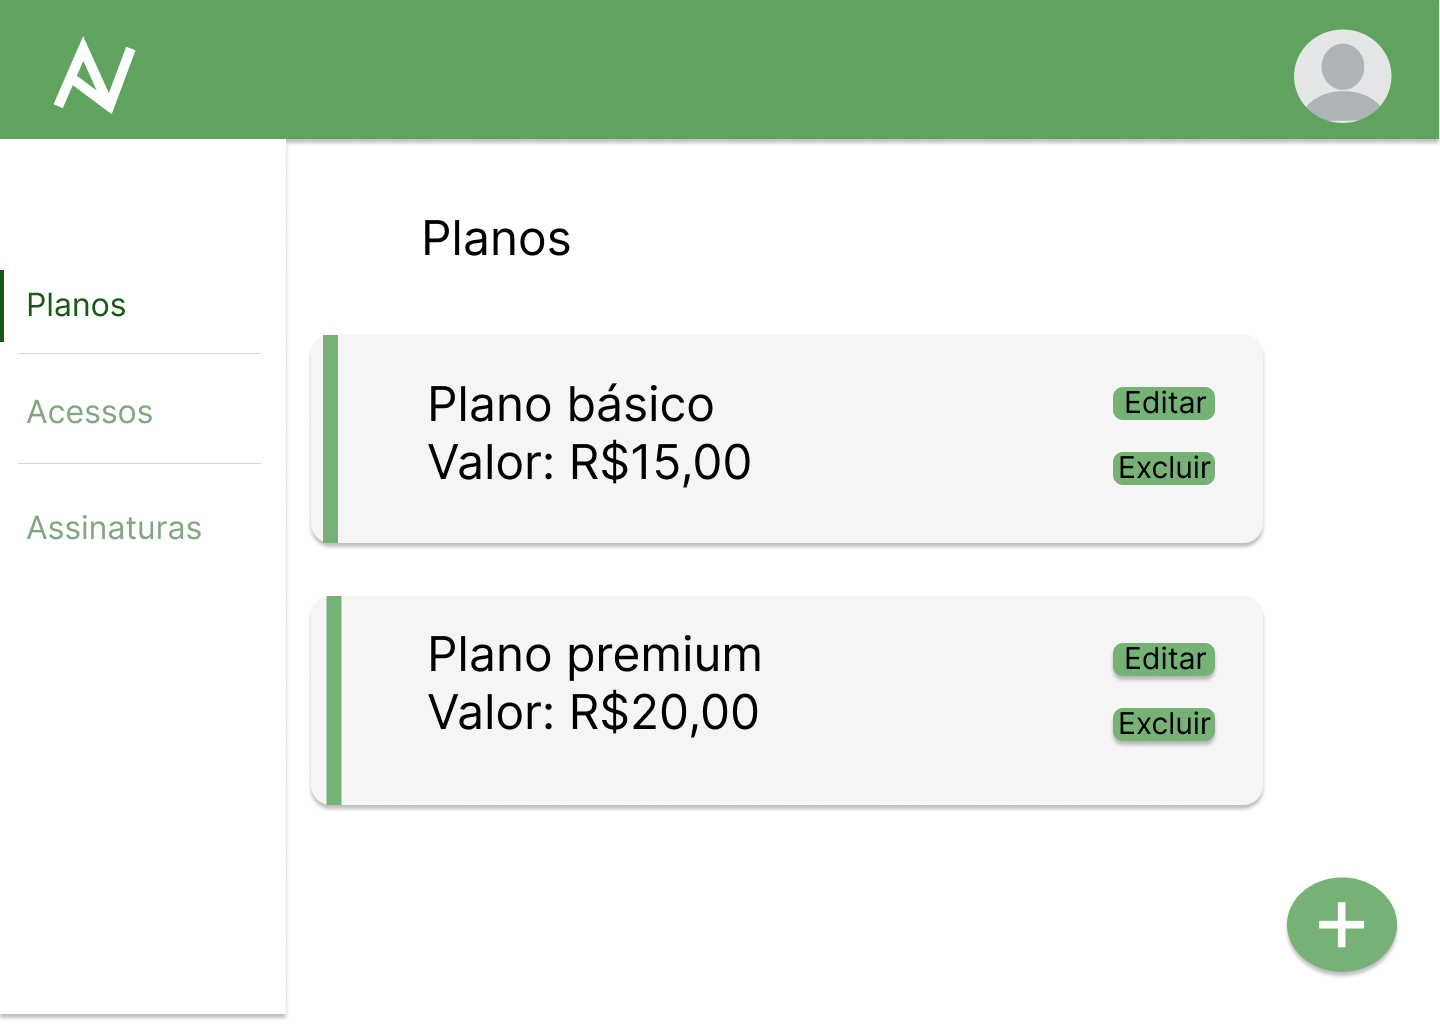 Planos
Planos
Acessos
Assinaturas
Plano básico
Valor: R$15,00
Editar
Excluir
Plano premium
Valor: R$20,00
Editar
Excluir